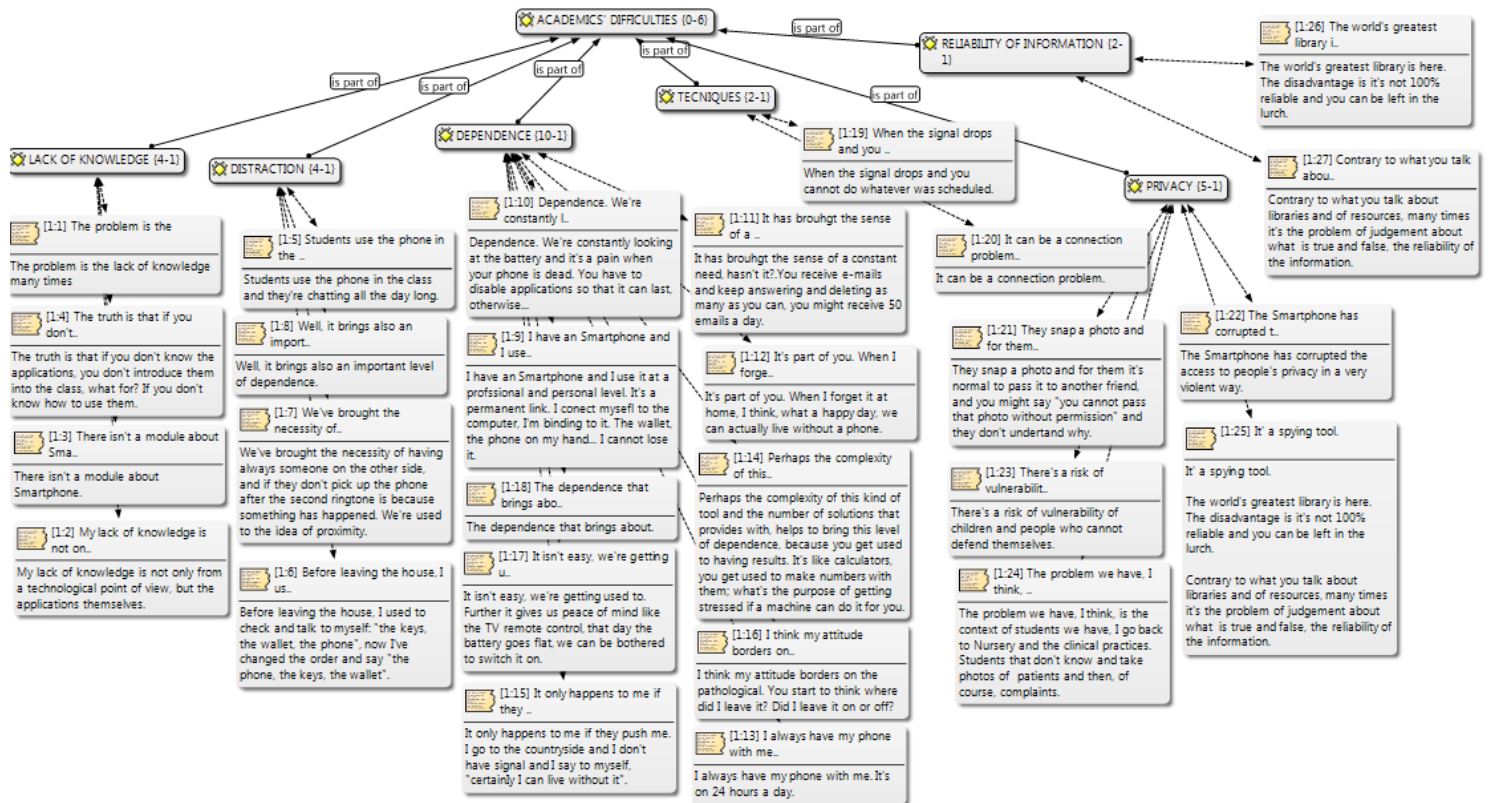 ACADEMICS' DIFFICULTIES {0-6}
is part of
RELIABILITY OF INFORMATION {2-
1}
is part of
is part of
is part of
is part of
is part of
TECNIQUES {2-1}
DEPENDENCE {10-1}
LACK OF KNOWLEDGE {4-1}
DISTRACTION {4-1}
PRIVACY {5-1}
[1:1] The problem is the
The problem is the lack of knowledge
many times
[1:4] The truth is that if you
don't..
The truth is that if you don't know the
applications, you don't introduce them
into the class, what for? If you don't
know how to use them.
[1:3] There isn't a module about
Sma..
There isn't a module about
Smartphone.
[1:2] My lack of knowledge is
not on..
My lack of knowledge is not only from
a technological point of view, but the
applications themselves.
[1:5] Students use the phone in
the ..
Students use the phone in the class
and they're chatting all the day long.
[1:8] Well, it brings also an
import..
Well, it brings also an important level
of dependence.
[1:7] We've brought the
necessity of..
We've brought the necessity of having
always someone on the other side,
and if they don't pick up the phone
after the second ringtone is because
something has happened. We're used
to the idea of proximity.
[1:6] Before leaving the house, I
us..
Before leaving the house, I used to
check and talk to myself: "the keys,
the wallet, the phone", now I've
changed the order and say "the
phone, the keys, the wallet".
[1:10] Dependence. We're
constantly l..
Dependence. We're constantly looking
at the battery and it's a pain when
your phone is dead. You have to
disable applications so that it can last,
otherwise....
[1:9] I have an Smartphone and
I use..
I have an Smartphone and I use it at a
profssional and personal level. It's a
permanent link. I conect mysefl to the
computer, I'm binding to it. The wallet,
the phone on my hand... I cannot lose
it.
[1:18] The dependence that
brings abo..
The dependence that brings about.
[1:17] It isn't easy, we're getting
u..
It isn't easy, we're getting used to.
Further it gives us peace of mind like
the TV remote control, that day the
battery goes flat, we can be bothered
to switch it on.
[1:15] It only happens to me if
they ..
It only happens to me if they push me.
I go to the countryside and I don't
have signal and I say to myself,
"certainly I can live without it".
[1:11] It has brouhgt the sense
of a ..
It has brouhgt the sense of a constant
need, hasn't it?.You receive e-mails
and keep answering and deleting as
many as you can, you might receive 50
emails a day.
[1:12] It's part of you. When I
forge..
It's part of you. When I forget it at
home, I think, what a happy day, we
can actually live without a phone.
[1:14] Perhaps the complexity
of this..
Perhaps the complexity of this kind of
tool and the number of solutions that
provides with, helps to bring this level
of dependence, because you get used
to having results. It's like calculators,
you get used to make numbers with
them; what's the purpose of getting
stressed if a machine can do it for you.
[1:16] I think my attitude
borders on..
I think my attitude borders on the
pathological. You start to think where
did I leave it? Did I leave it on or off?
[1:13] I always have my phone
with me..
I always have my phone with me. It's
on 24 hours a day.
[1:19] When the signal drops
and you ..
When the signal drops and you
cannot do whatever was scheduled.
[1:20] It can be a connection
problem..
It can be a connection problem.
[1:21] They snap a photo and
for them..
They snap a photo and for them it's
normal to pass it to another friend,
and you might say "you cannot pass
that photo without permission" and
they don't undertand why.
[1:23] There's a risk of
vulnerabilit..
There's a risk of vulnerability of
children and people who cannot
defend themselves.
[1:24] The problem we have, I
think, ..
The problem we have, I think, is the
context of students we have, I go back
to Nursery and the clinical practices.
Students that don't know and take
photos of patients and then, of
course, complaints.
[1:22] The Smartphone has
corrupted t..
The Smartphone has corrupted the
access to people's privacy in a very
violent way.
[1:25] It' a spying tool.
It' a spying tool.
The world's greatest library is here.
The disadvantage is it's not 100%
reliable and you can be left in the
lurch.
Contrary to what you talk about
libraries and of resources, many times
it's the problem of judgement about
what is true and false, the reliability of
the information.
[1:26] The world's greatest
library i..
The world's greatest library is here.
The disadvantage is it's not 100%
reliable and you can be left in the
lurch.
[1:27] Contrary to what you talk
abou..
Contrary to what you talk about
libraries and of resources, many times
it's the problem of judgement about
what is true and false, the reliability of
the information.